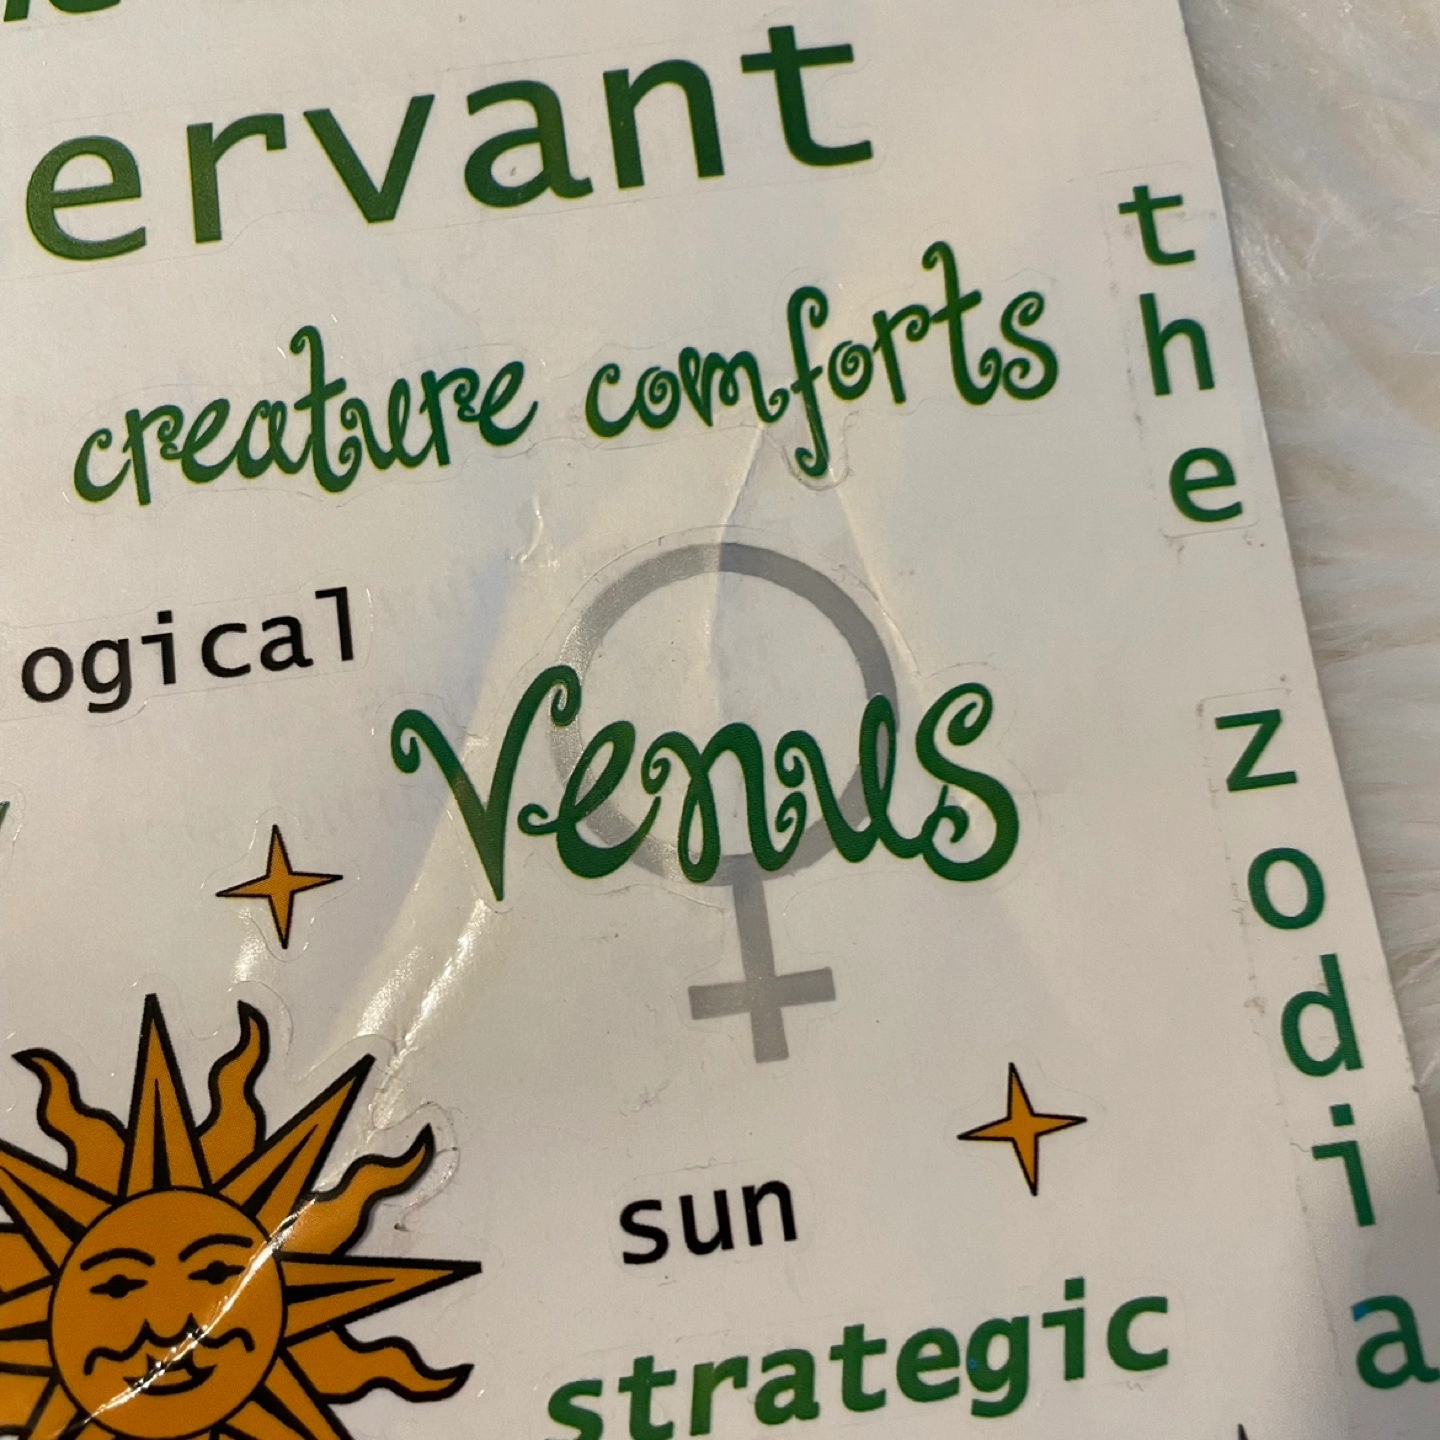 ervant
creature comforts
ogical
Venus
sun
strategic
the zodia